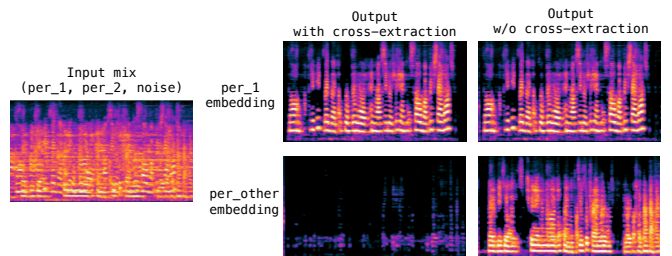 Output
with cross-extraction
Output
w/o cross-extraction
Input mix
(per_1, per_2, noise)
per_1
embedding
per_other
embedding